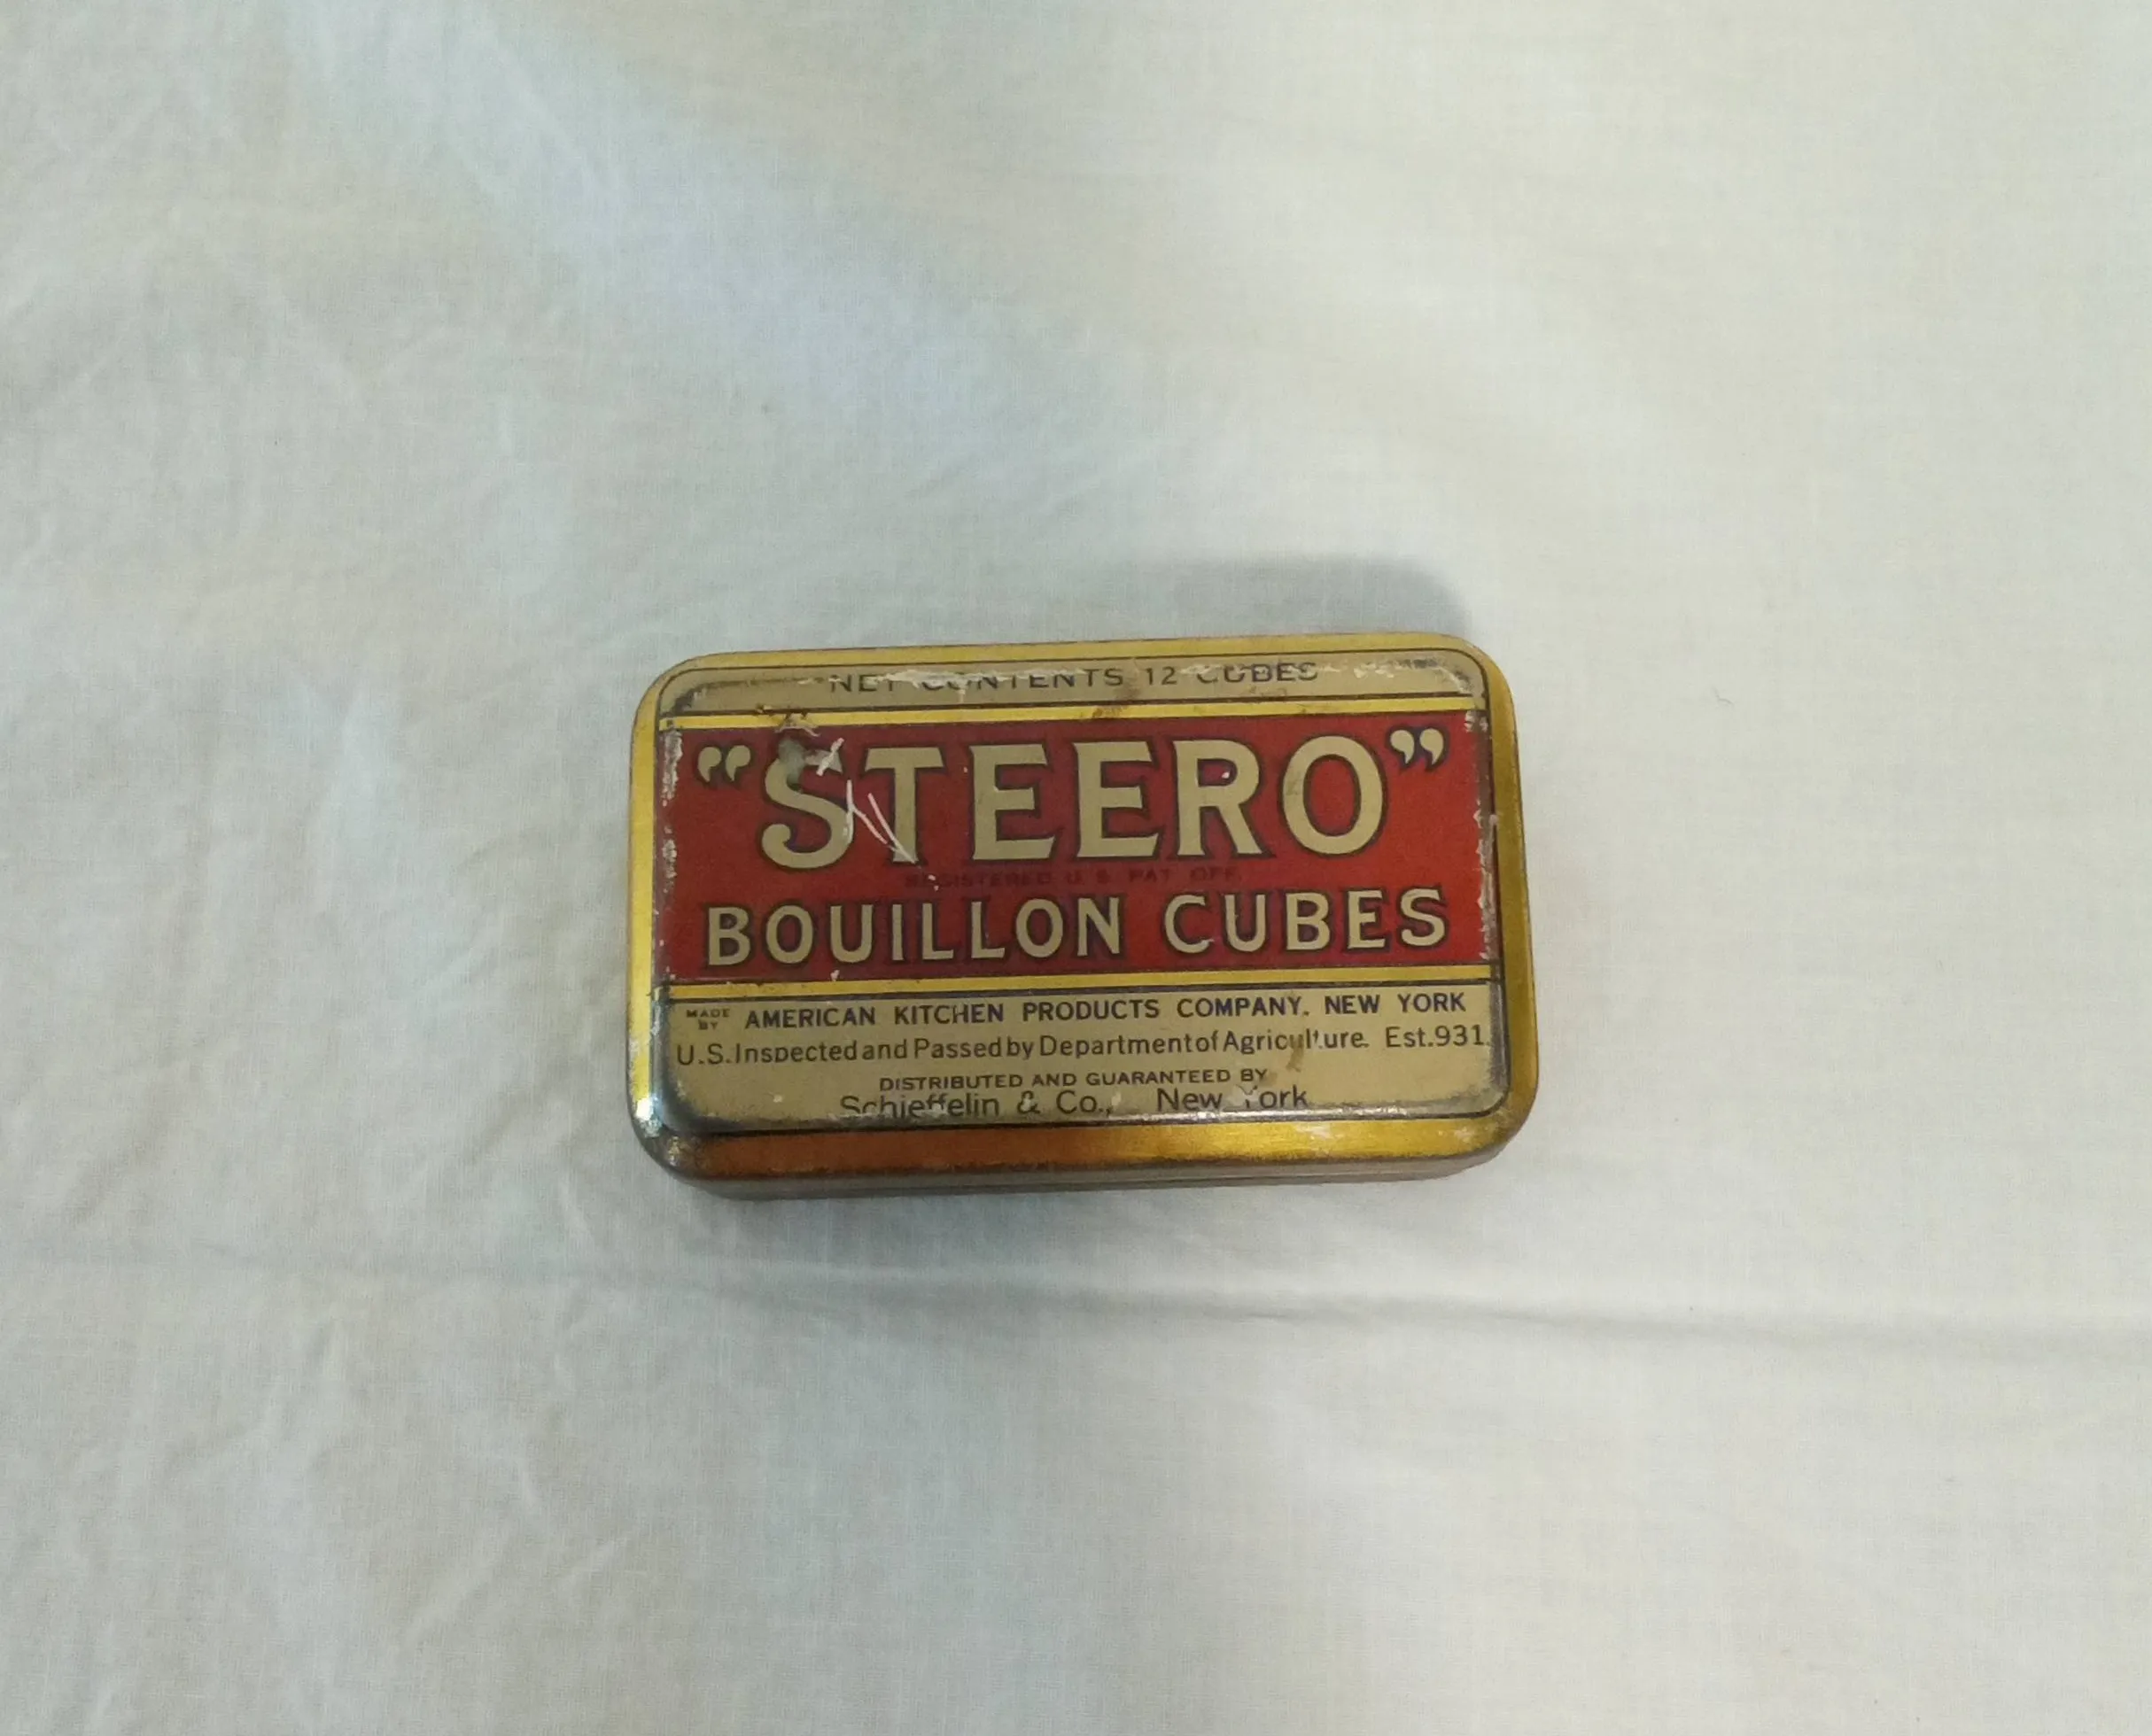 NET CONTENTS 12 CUBES
“STEERO”
REGISTERED U.S. PAT. OFF.
BOUILLON CUBES
MADE BY AMERICAN KITCHEN PRODUCTS COMPANY. NEW YORK
U.S. Inspected and Passed by Department of Agriculture. Est. 931.
DISTRIBUTED AND GUARANTEED BY
Schieffelin & Co., New York